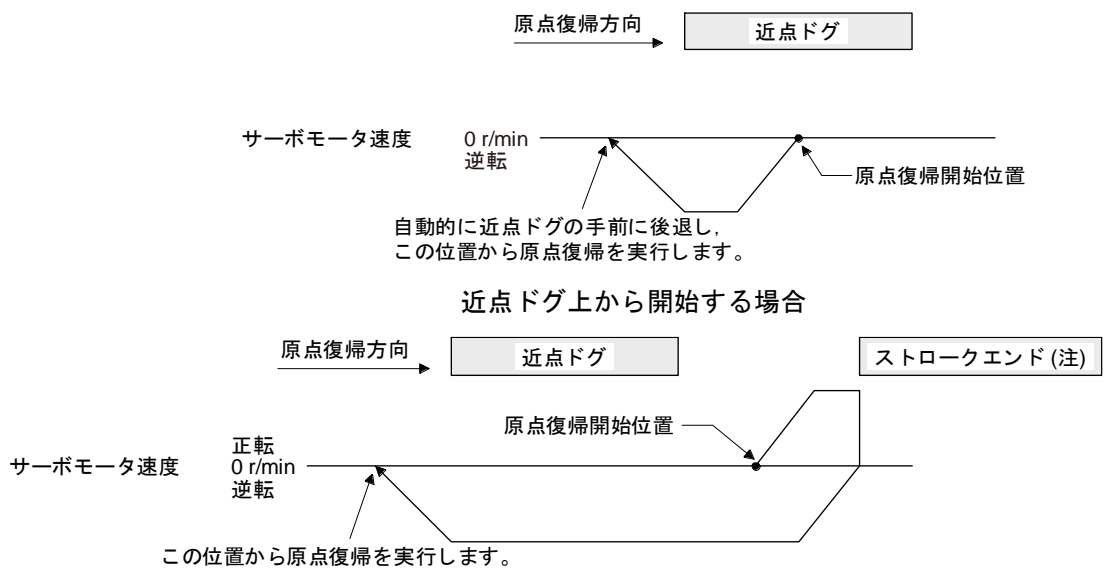 原点復帰方向
近点ドグ
サーボモータ速度
0 r/min
逆転
原点復帰開始位置
自動的に近点ドグの手前に後退し,
この位置から原点復帰を実行します。
近点ドグ上から開始する場合
原点復帰方向
近点ドグ
ストロークエンド(注)
原点復帰開始位置
サーボモータ速度
正転
0 r/min
逆転
この位置から原点復帰を実行します。